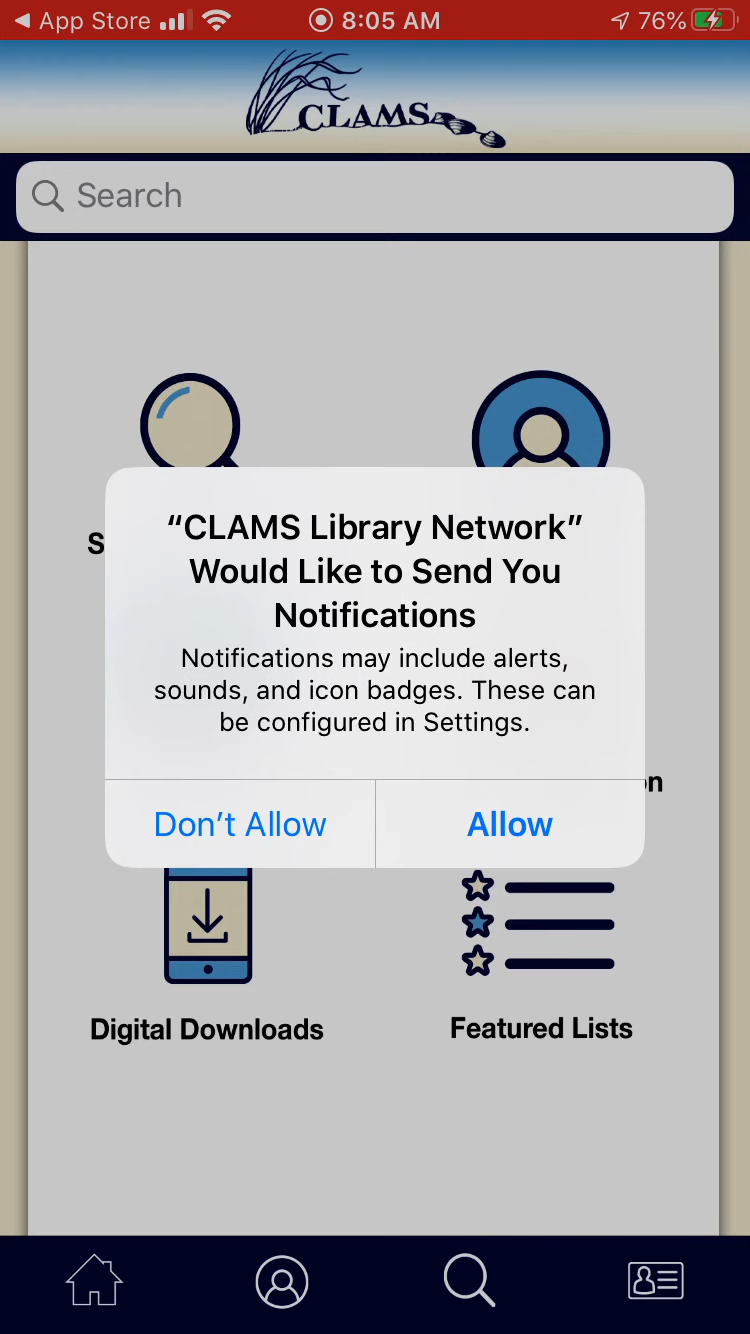 App Store 8:05 AM 76%
CLAMS
Search
S
“CLAMS Library Network”
Would Like to Send You
Notifications
Notifications may include alerts,
sounds, and icon badges. These can
be configured in Settings.
n
Don’t Allow Allow
Digital Downloads Featured Lists